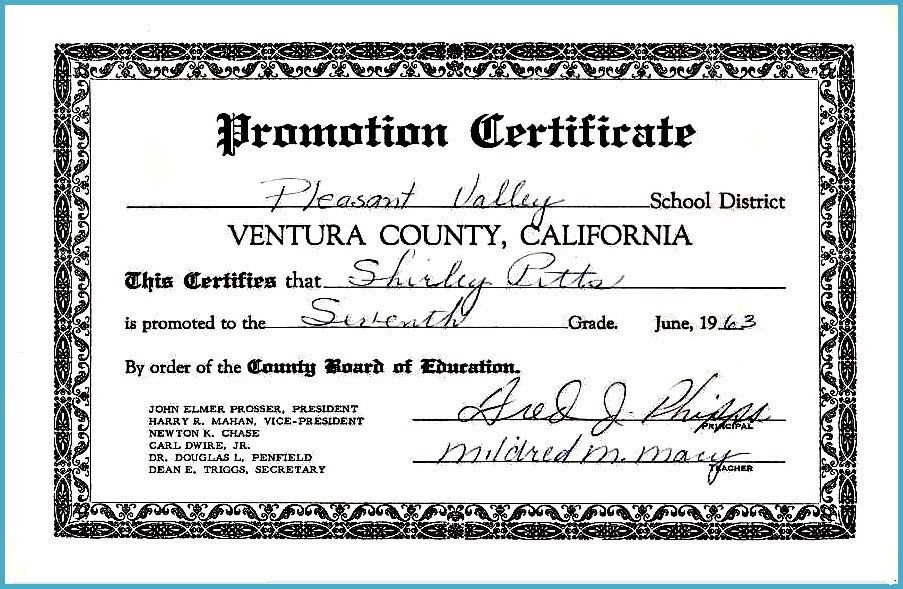 Promotion Certificate
Pleasant Valley School District
VENTURA COUNTY, CALIFORNIA
This Certifies that Shirley Pitts
is promoted to the Seventh Grade. June, 1963
By order of the County Board of Education.
JOHN ELMER PROSSER, PRESIDENT
HARRY R. MAHAN, VICE-PRESIDENT
NEWTON K. CHASE
CARL DWIRE, JR.
DR. DOUGLAS L. PENFIELD
DEAN E. TRIGGS, SECRETARY
Fred J. Phipps
PRINCIPAL
Mildred M. Macy
TEACHER